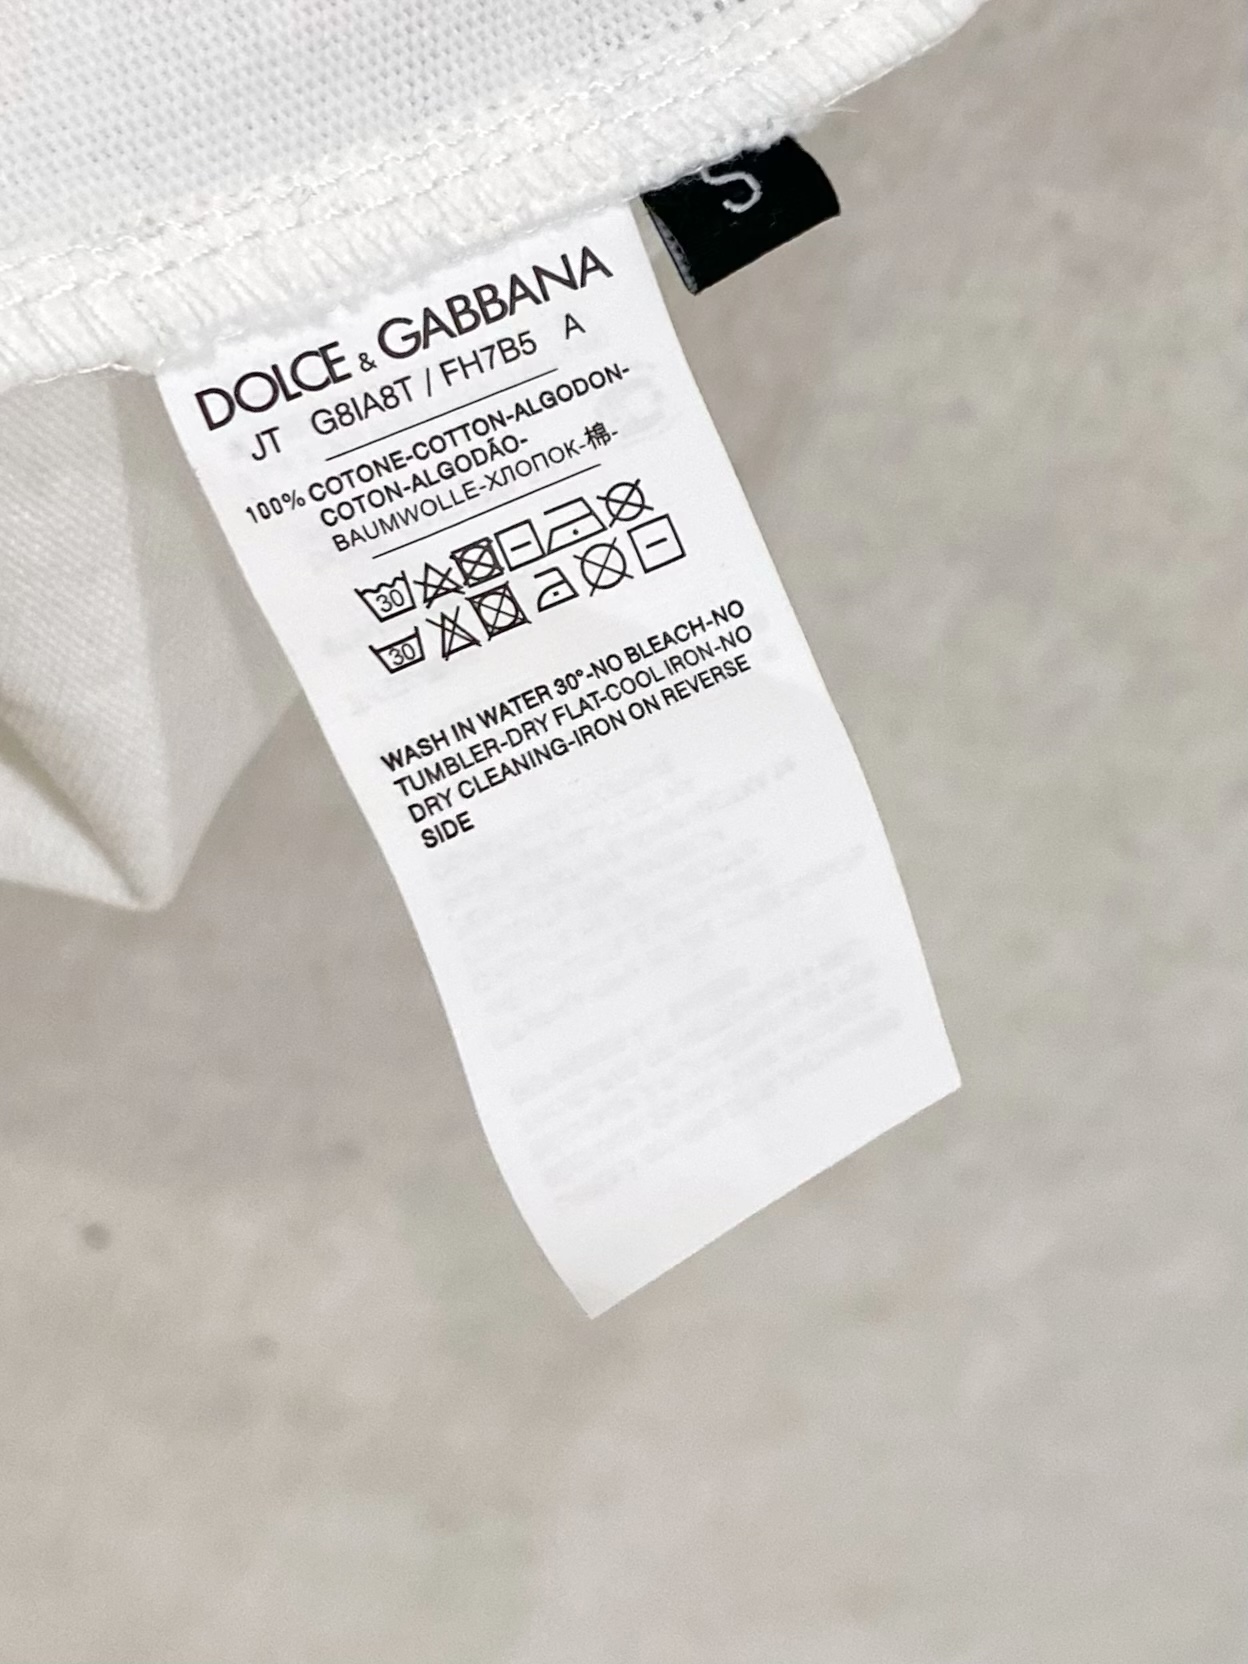 S
DOLCE & GABBANA
JT G8IA8T / FH7B5 A
100% COTONE-COTTON-ALGODON-
COTON-ALGODÃO-
BAUMWOLLE-ХЛОПОК-棉-
30
30
WASH IN WATER 30°-NO BLEACH-NO
TUMBLER-DRY FLAT-COOL IRON-NO
DRY CLEANING-IRON ON REVERSE
SIDE